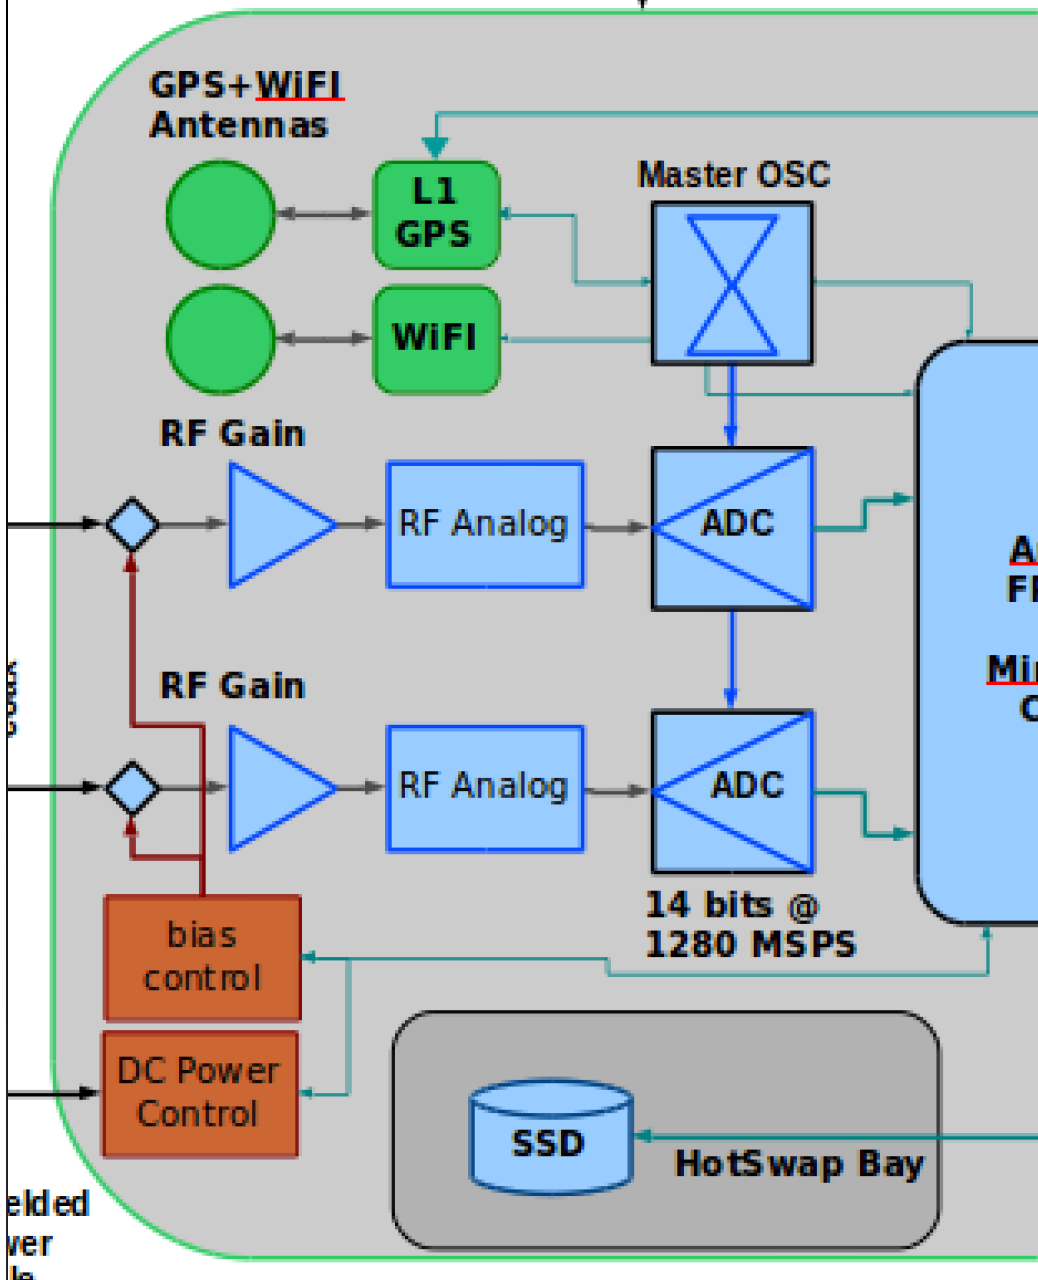 GPS+WiFI
Antennas
L1
GPS
Master OSC
WiFI
RF Gain
RF Analog
ADC
RF Gain
RF Analog
ADC
14 bits @
1280 MSPS
bias
control
DC Power
Control
SSD
HotSwap Bay